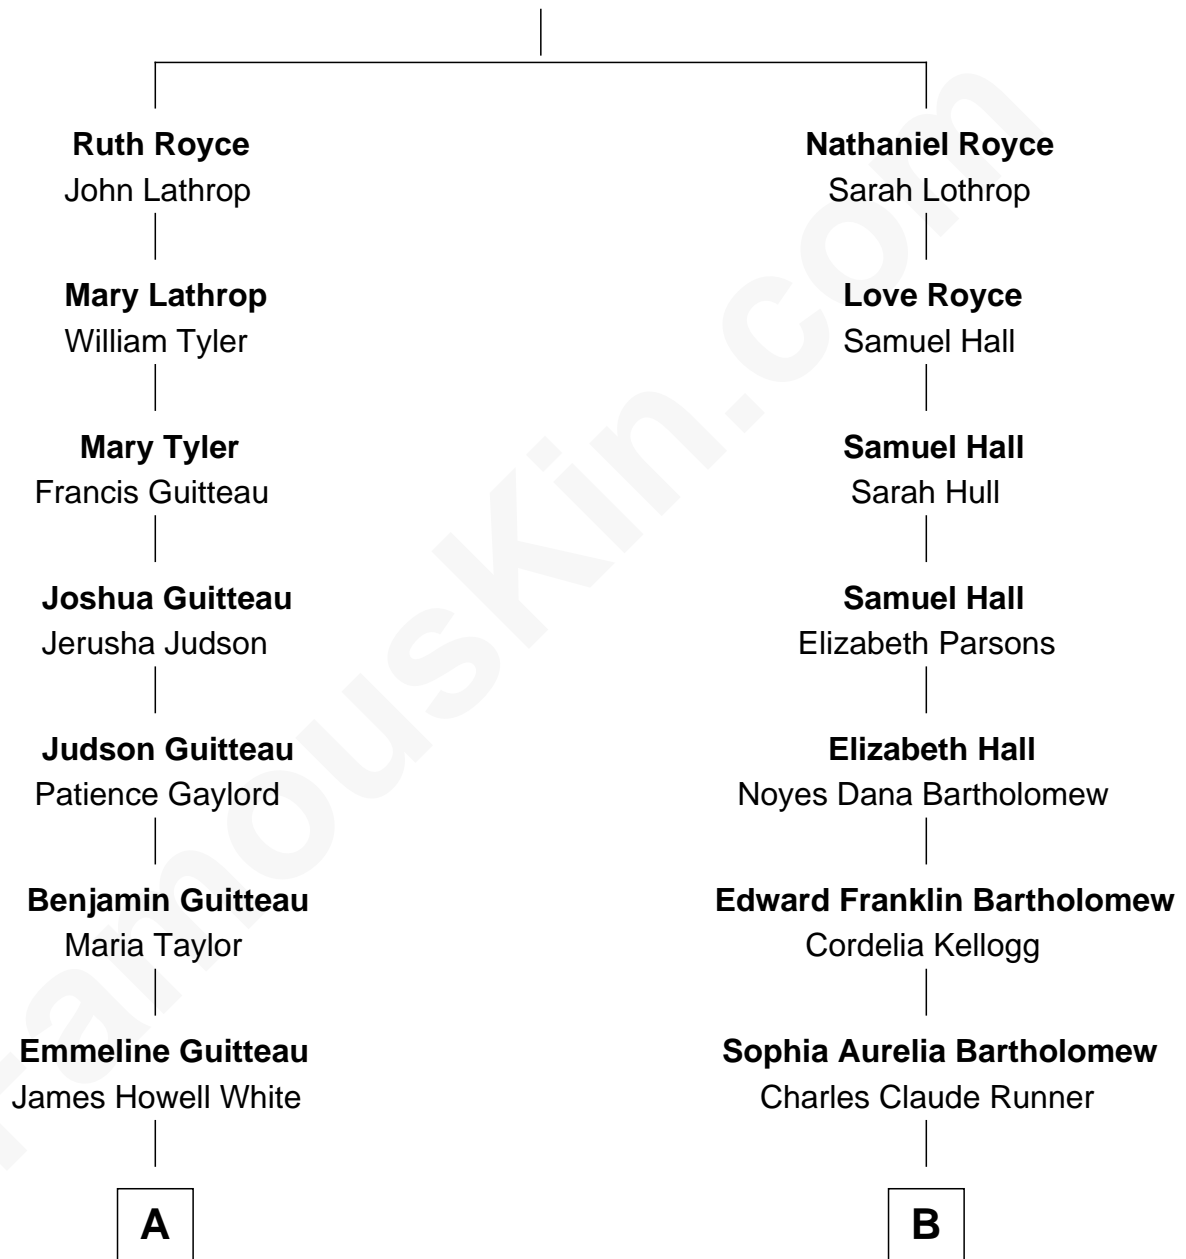 Ruth Royce
John Lathrop
Nathaniel Royce
Sarah Lothrop
Mary Lathrop
William Tyler
Love Royce
Samuel Hall
Mary Tyler
Francis Guitteau
Samuel Hall
Sarah Hull
Joshua Guitteau
Jerusha Judson
Samuel Hall
Elizabeth Parsons
Judson Guitteau
Patience Gaylord
Elizabeth Hall
Noyes Dana Bartholomew
Benjamin Guitteau
Maria Taylor
Edward Franklin Bartholomew
Cordelia Kellogg
Emmeline Guitteau
James Howell White
Sophia Aurelia Bartholomew
Charles Claude Runner
A
B
FamousKin.com